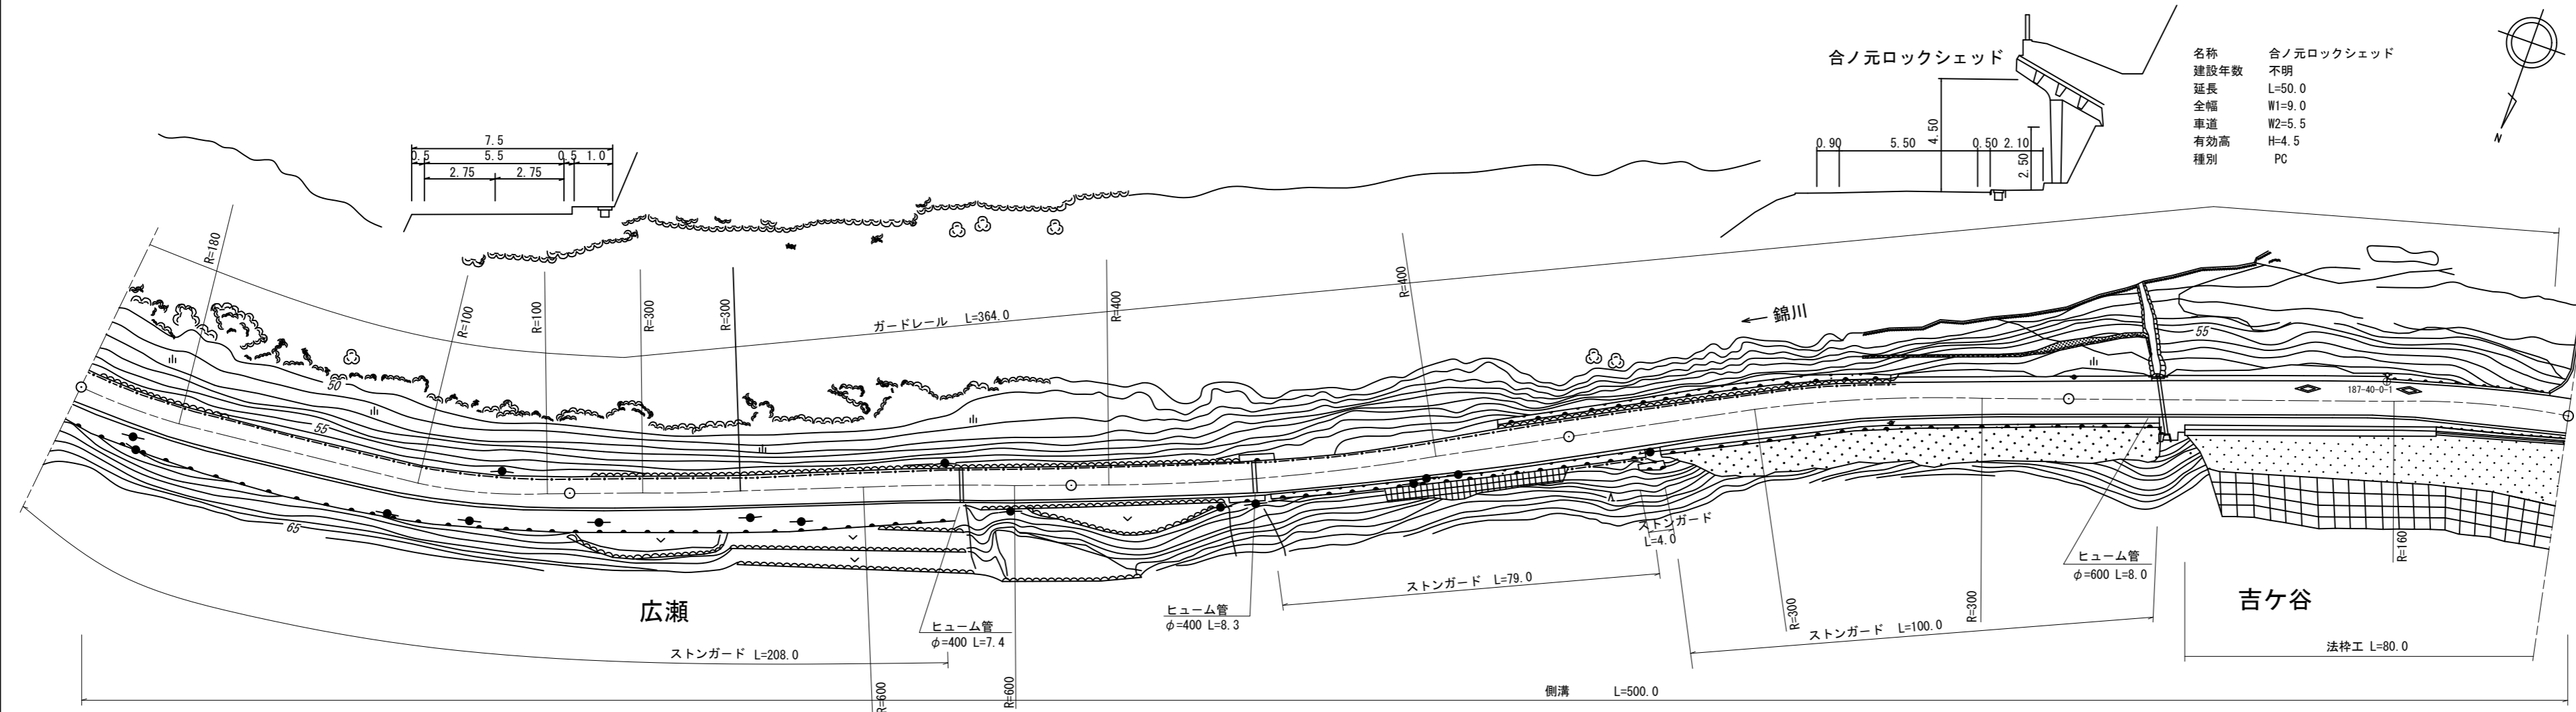 合ノ元ロックシェッド
名称 合ノ元ロックシェッド
建設年数 不明
延長 L=50.0
全幅 W1=9.0
車道 W2=5.5
有効高 H=4.5
種別 PC
N
7.5
0.5 5.5 0.5 1.0
2.75 2.75
4.50
0.90 5.50 0.50 2.10
2.50
R=180
R=100
R=100
R=300
R=300
R=400
R=400
ガードレール L=364.0
← 錦川
50
55
65
55
187-40-0-1
広瀬
ヒューム管
φ=400 L=7.4
ヒューム管
φ=400 L=8.3
ストンガード L=79.0
ストンガード
L=4.0
ストンガード L=100.0
ヒューム管
φ=600 L=8.0
吉ケ谷
R=160
R=300
R=300
R=600
R=600
ストンガード L=208.0
法枠工 L=80.0
側溝 L=500.0